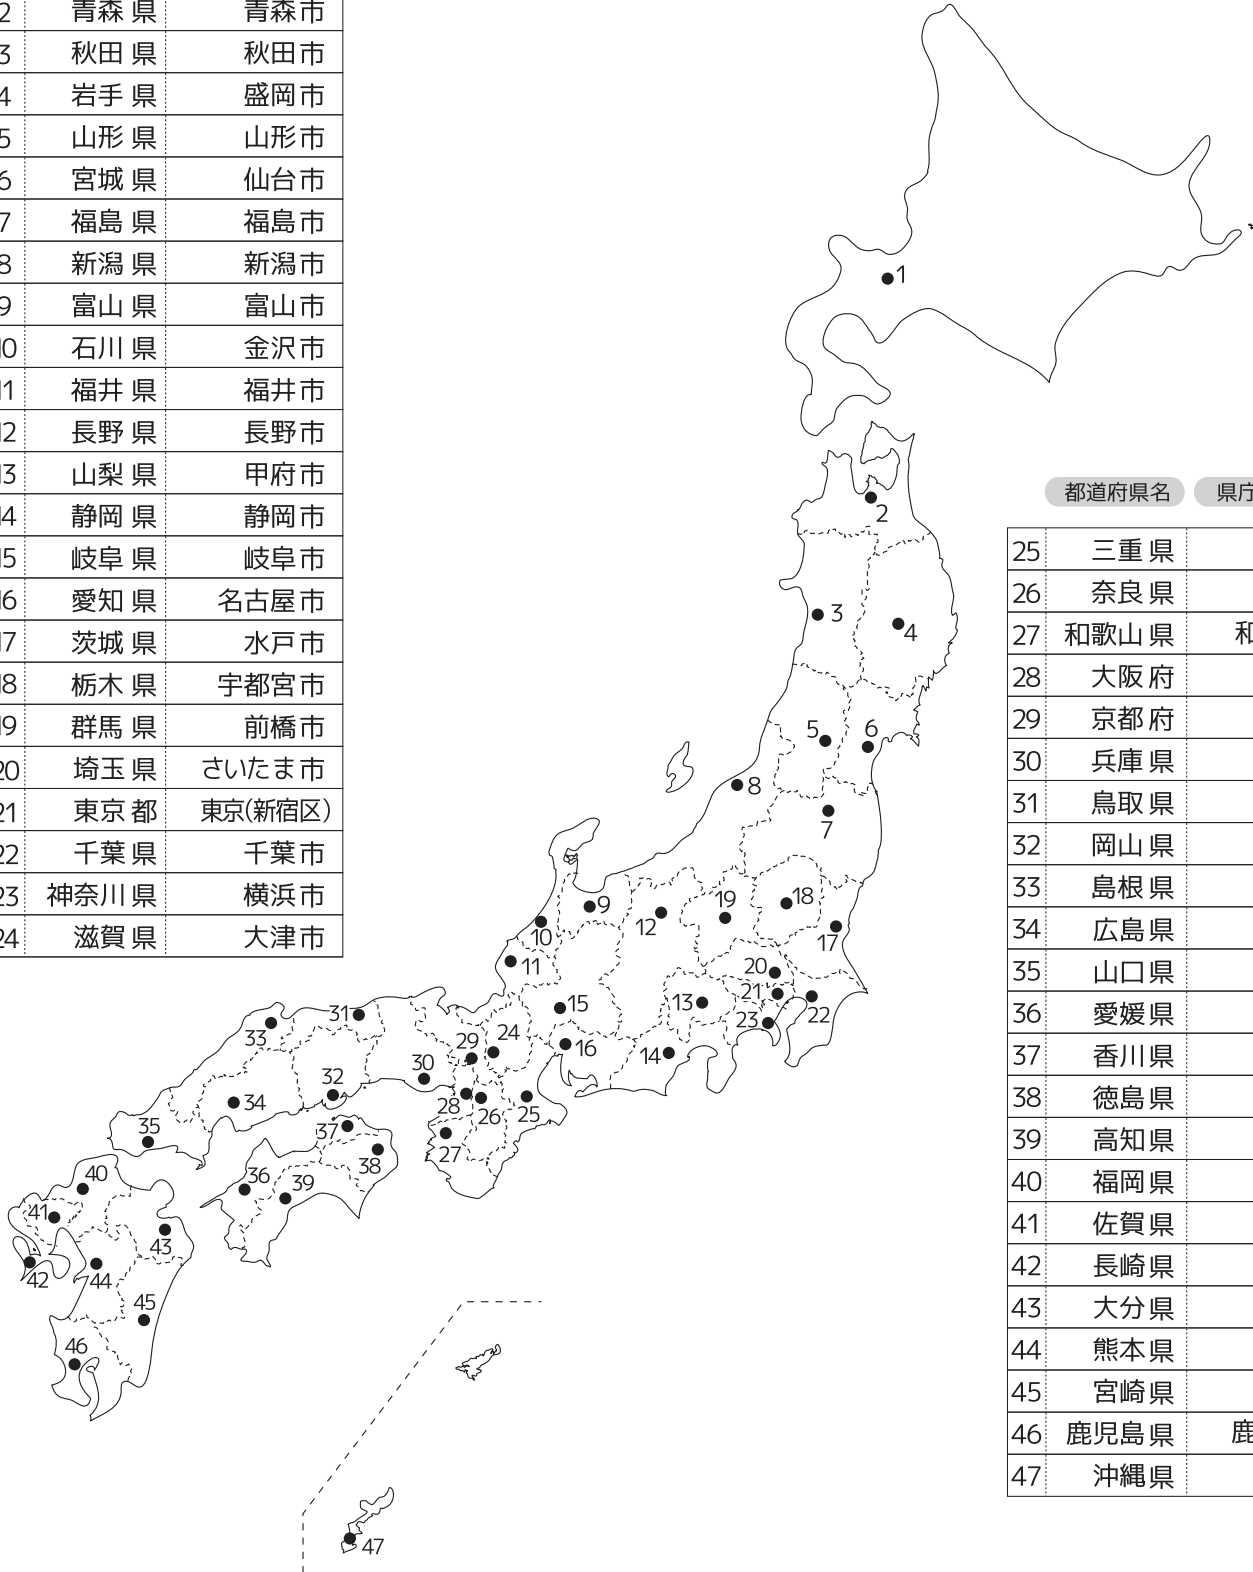 2 青森県 青森市
3 秋田県 秋田市
4 岩手県 盛岡市
5 山形県 山形市
6 宮城県 仙台市
7 福島県 福島市
8 新潟県 新潟市
9 富山県 富山市
10 石川県 金沢市
11 福井県 福井市
12 長野県 長野市
13 山梨県 甲府市
14 静岡県 静岡市
15 岐阜県 岐阜市
16 愛知県 名古屋市
17 茨城県 水戸市
18 栃木県 宇都宮市
19 群馬県 前橋市
20 埼玉県 さいたま市
21 東京都 東京(新宿区)
22 千葉県 千葉市
23 神奈川県 横浜市
24 滋賀県 大津市
1
2
3
4
5
6
7
8
9
10
11
12
13
14
15
16
17
18
19
20
21
22
23
24
25
26
27
28
29
30
31
32
33
34
35
36
37
38
39
40
41
42
43
44
45
46
47
都道府県名 県庁
25 三重県
26 奈良県
27 和歌山県 和
28 大阪府
29 京都府
30 兵庫県
31 鳥取県
32 岡山県
33 島根県
34 広島県
35 山口県
36 愛媛県
37 香川県
38 徳島県
39 高知県
40 福岡県
41 佐賀県
42 長崎県
43 大分県
44 熊本県
45 宮崎県
46 鹿児島県 鹿
47 沖縄県